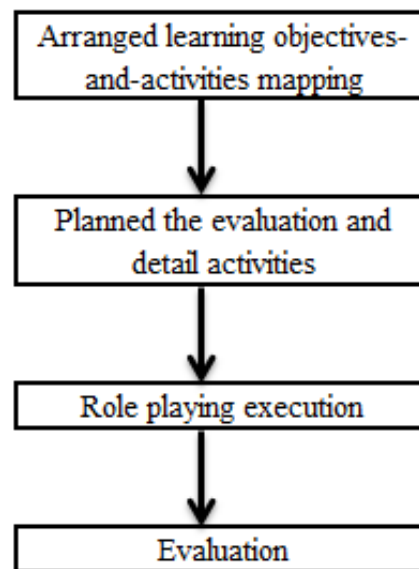 Arranged learning objectives-
and-activities mapping
Planned the evaluation and
detail activities
Role playing execution
Evaluation